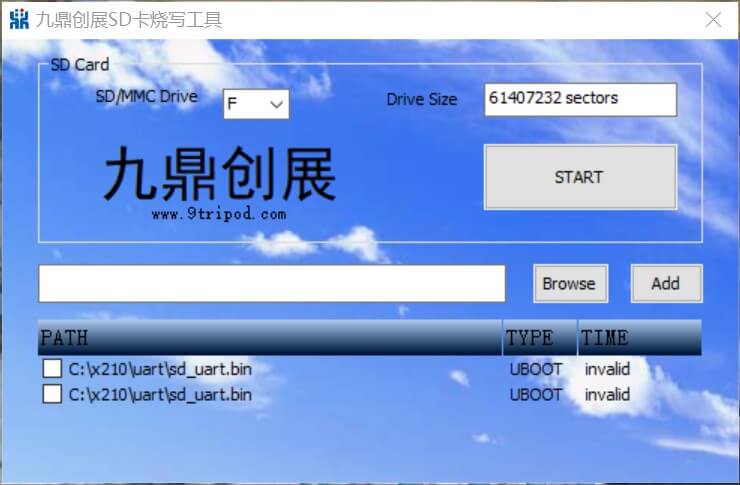 九鼎创展SD卡烧写工具
SD Card
SD/MMC Drive F Drive Size 61407232 sectors
九鼎创展
www.9tripod.com
START
Browse Add
PATH TYPE TIME
C:\x210\uart\sd_uart.bin UBOOT invalid
C:\x210\uart\sd_uart.bin UBOOT invalid